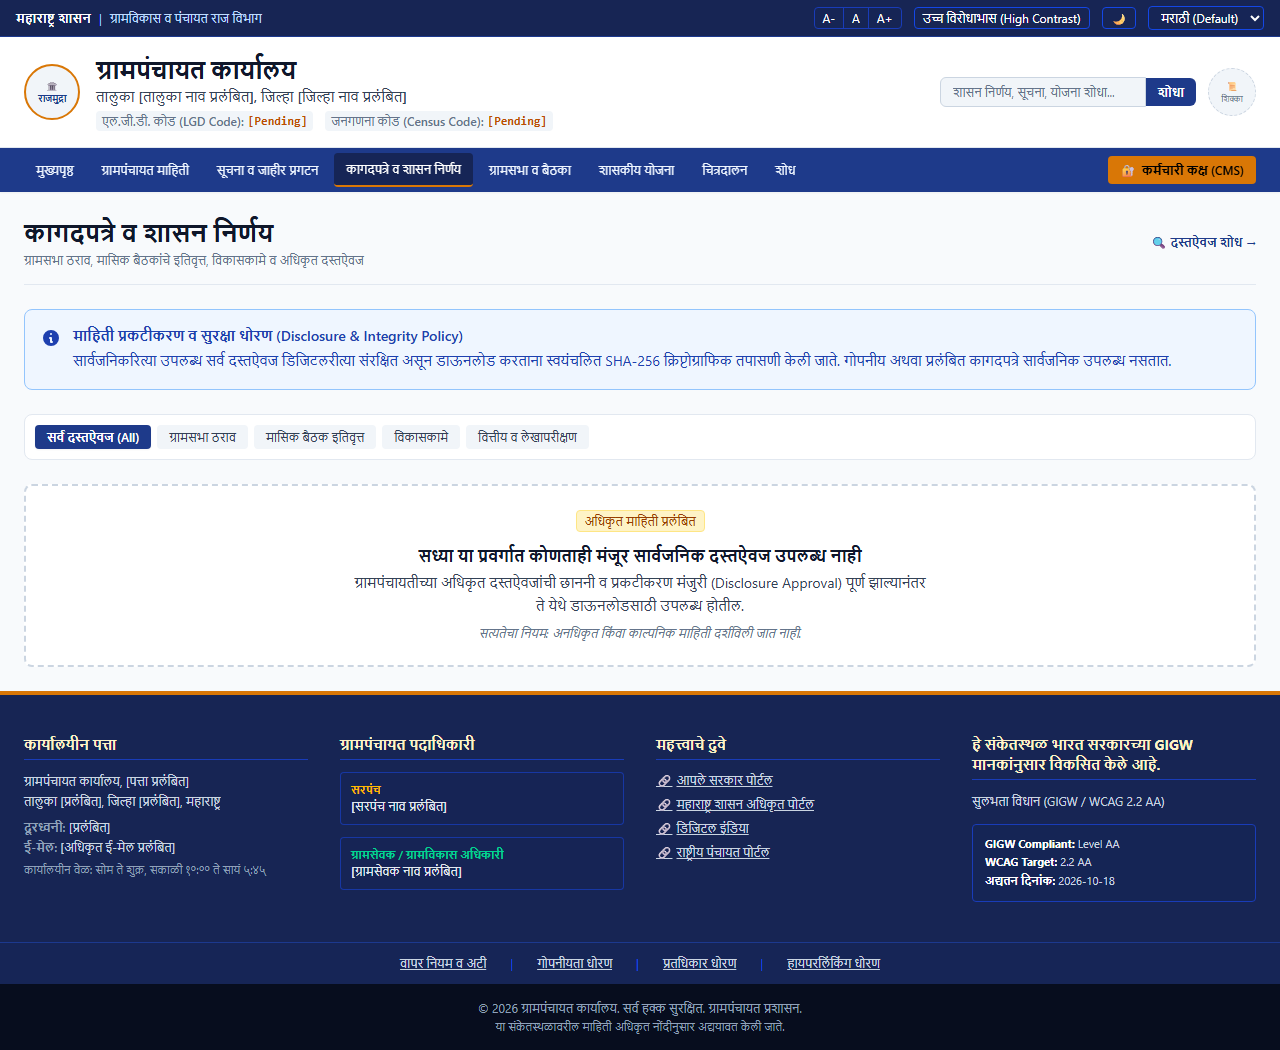 महाराष्ट्र शासन | ग्रामविकास व पंचायत राज विभाग
A- A A+ उच्च विरोधाभास (High Contrast) मराठी (Default)
राजमुद्रा
ग्रामपंचायत कार्यालय
तालुका [तालुका नाव प्रलंबित], जिल्हा [जिल्हा नाव प्रलंबित]
एल.जी.डी. कोड (LGD Code): [Pending] जनगणना कोड (Census Code): [Pending]
शासन निर्णय, सूचना, योजना शोधा... शोधा
शिक्का
मुख्यपृष्ठ ग्रामपंचायत माहिती सूचना व जाहीर प्रगटन कागदपत्रे व शासन निर्णय ग्रामसभा व बैठका शासकीय योजना चित्रदालन शोध कर्मचारी कक्ष (CMS)
कागदपत्रे व शासन निर्णय
ग्रामसभा ठराव, मासिक बैठकांचे इतिवृत्त, विकासकामे व अधिकृत दस्तऐवज
दस्तऐवज शोध →
माहिती प्रकटीकरण व सुरक्षा धोरण (Disclosure & Integrity Policy)
सार्वजनिकरित्या उपलब्ध सर्व दस्तऐवज डिजिटलरीत्या संरक्षित असून डाऊनलोड करताना स्वयंचलित SHA-256 क्रिप्टोग्राफिक तपासणी केली जाते. गोपनीय अथवा प्रलंबित कागदपत्रे सार्वजनिक उपलब्ध नसतात.
सर्व दस्तऐवज (All) ग्रामसभा ठराव मासिक बैठक इतिवृत्त विकासकामे वित्तीय व लेखापरीक्षण
अधिकृत माहिती प्रलंबित
सध्या या प्रवर्गात कोणताही मंजूर सार्वजनिक दस्तऐवज उपलब्ध नाही
ग्रामपंचायतीच्या अधिकृत दस्तऐवजांची छाननी व प्रकटीकरण मंजुरी (Disclosure Approval) पूर्ण झाल्यानंतर
ते येथे डाऊनलोडसाठी उपलब्ध होतील.
सत्यतेचा नियम: अनधिकृत किंवा काल्पनिक माहिती दर्शविली जात नाही.
कार्यालयीन पत्ता
ग्रामपंचायत कार्यालय, [पत्ता प्रलंबित]
तालुका [प्रलंबित], जिल्हा [प्रलंबित], महाराष्ट्र
दूरध्वनी: [प्रलंबित]
ई-मेल: [अधिकृत ई-मेल प्रलंबित]
कार्यालयीन वेळ: सोम ते शुक्र, सकाळी १०:०० ते सायं ५:४५
ग्रामपंचायत पदाधिकारी
सरपंच
[सरपंच नाव प्रलंबित]
ग्रामसेवक / ग्रामविकास अधिकारी
[ग्रामसेवक नाव प्रलंबित]
महत्त्वाचे दुवे
आपले सरकार पोर्टल
महाराष्ट्र शासन अधिकृत पोर्टल
डिजिटल इंडिया
राष्ट्रीय पंचायत पोर्टल
हे संकेतस्थळ भारत सरकारच्या GIGW
मानकांनुसार विकसित केले आहे.
सुलभता विधान (GIGW / WCAG 2.2 AA)
GIGW Compliant: Level AA
WCAG Target: 2.2 AA
अद्यतन दिनांक: 2026-10-18
वापर नियम व अटी | गोपनीयता धोरण | प्रतधिकार धोरण | हायपरलिंकिंग धोरण
© 2026 ग्रामपंचायत कार्यालय. सर्व हक्क सुरक्षित. ग्रामपंचायत प्रशासन.
या संकेतस्थळावरील माहिती अधिकृत नोंदीनुसार अद्ययावत केली जाते.